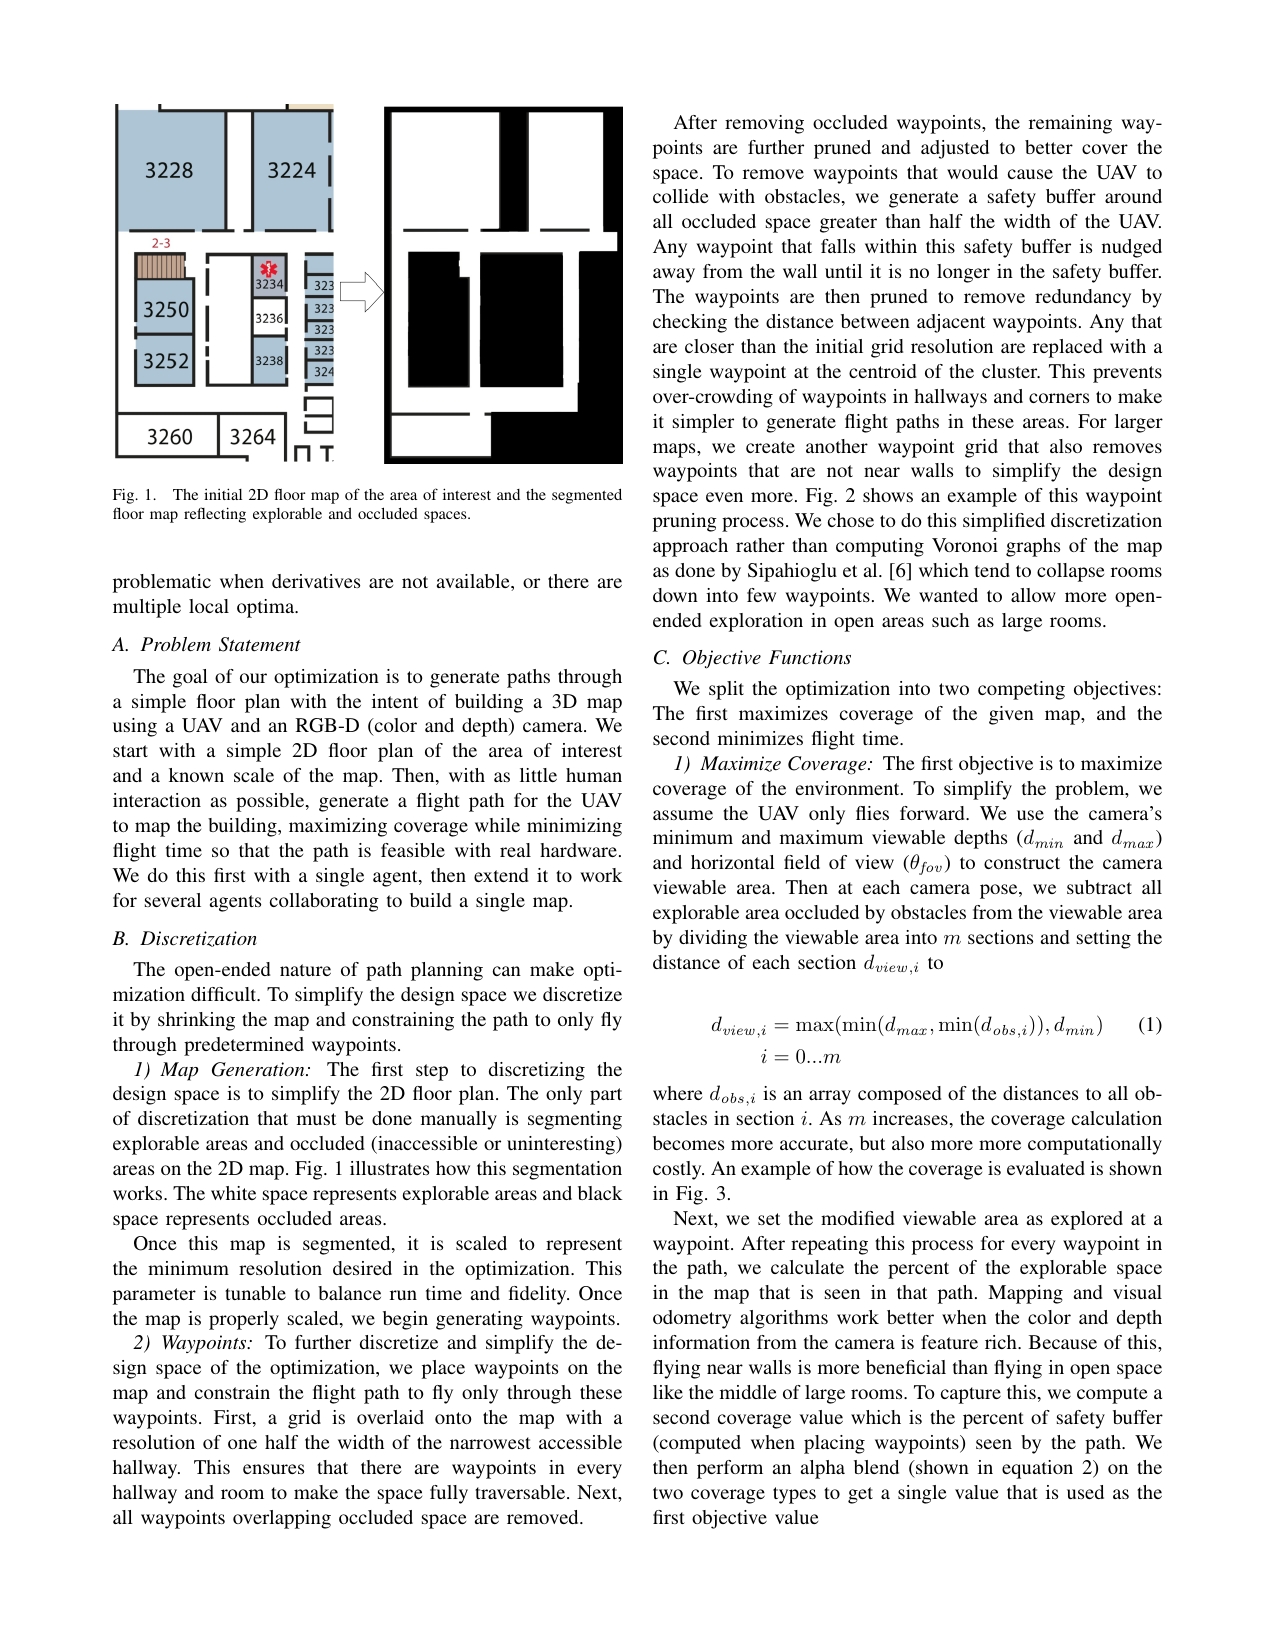 3228
3224
2-3
3234
323
3250
3236
323
323
3252
3238
323
324
3260
3264
Fig. 1. The initial 2D floor map of the area of interest and the segmented
floor map reflecting explorable and occluded spaces.
problematic when derivatives are not available, or there are
multiple local optima.
A. Problem Statement
The goal of our optimization is to generate paths through
a simple floor plan with the intent of building a 3D map
using a UAV and an RGB-D (color and depth) camera. We
start with a simple 2D floor plan of the area of interest
and a known scale of the map. Then, with as little human
interaction as possible, generate a flight path for the UAV
to map the building, maximizing coverage while minimizing
flight time so that the path is feasible with real hardware.
We do this first with a single agent, then extend it to work
for several agents collaborating to build a single map.
B. Discretization
The open-ended nature of path planning can make opti-
mization difficult. To simplify the design space we discretize
it by shrinking the map and constraining the path to only fly
through predetermined waypoints.
1) Map Generation: The first step to discretizing the
design space is to simplify the 2D floor plan. The only part
of discretization that must be done manually is segmenting
explorable areas and occluded (inaccessible or uninteresting)
areas on the 2D map. Fig. 1 illustrates how this segmentation
works. The white space represents explorable areas and black
space represents occluded areas.
Once this map is segmented, it is scaled to represent
the minimum resolution desired in the optimization. This
parameter is tunable to balance run time and fidelity. Once
the map is properly scaled, we begin generating waypoints.
2) Waypoints: To further discretize and simplify the de-
sign space of the optimization, we place waypoints on the
map and constrain the flight path to fly only through these
waypoints. First, a grid is overlaid onto the map with a
resolution of one half the width of the narrowest accessible
hallway. This ensures that there are waypoints in every
hallway and room to make the space fully traversable. Next,
all waypoints overlapping occluded space are removed.
After removing occluded waypoints, the remaining way-
points are further pruned and adjusted to better cover the
space. To remove waypoints that would cause the UAV to
collide with obstacles, we generate a safety buffer around
all occluded space greater than half the width of the UAV.
Any waypoint that falls within this safety buffer is nudged
away from the wall until it is no longer in the safety buffer.
The waypoints are then pruned to remove redundancy by
checking the distance between adjacent waypoints. Any that
are closer than the initial grid resolution are replaced with a
single waypoint at the centroid of the cluster. This prevents
over-crowding of waypoints in hallways and corners to make
it simpler to generate flight paths in these areas. For larger
maps, we create another waypoint grid that also removes
waypoints that are not near walls to simplify the design
space even more. Fig. 2 shows an example of this waypoint
pruning process. We chose to do this simplified discretization
approach rather than computing Voronoi graphs of the map
as done by Sipahioglu et al. [6] which tend to collapse rooms
down into few waypoints. We wanted to allow more open-
ended exploration in open areas such as large rooms.
C. Objective Functions
We split the optimization into two competing objectives:
The first maximizes coverage of the given map, and the
second minimizes flight time.
1) Maximize Coverage: The first objective is to maximize
coverage of the environment. To simplify the problem, we
assume the UAV only flies forward. We use the camera's
minimum and maximum viewable depths (d_min and d_max)
and horizontal field of view (θ_fov) to construct the camera
viewable area. Then at each camera pose, we subtract all
explorable area occluded by obstacles from the viewable area
by dividing the viewable area into m sections and setting the
distance of each section d_view,i to
d_view,i = max(min(d_max, min(d_obs,i)), d_min) (1)
i = 0...m
where d_obs,i is an array composed of the distances to all ob-
stacles in section i. As m increases, the coverage calculation
becomes more accurate, but also more more computationally
costly. An example of how the coverage is evaluated is shown
in Fig. 3.
Next, we set the modified viewable area as explored at a
waypoint. After repeating this process for every waypoint in
the path, we calculate the percent of the explorable space
in the map that is seen in that path. Mapping and visual
odometry algorithms work better when the color and depth
information from the camera is feature rich. Because of this,
flying near walls is more beneficial than flying in open space
like the middle of large rooms. To capture this, we compute a
second coverage value which is the percent of safety buffer
(computed when placing waypoints) seen by the path. We
then perform an alpha blend (shown in equation 2) on the
two coverage types to get a single value that is used as the
first objective value